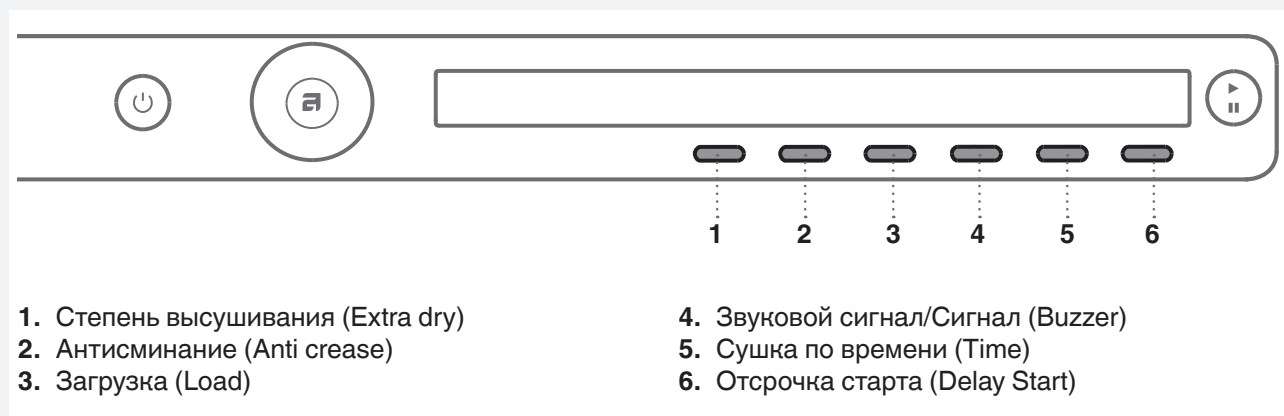 1 2 3 4 5 6
1. Степень высушивания (Extra dry)
2. Антисминание (Anti crease)
3. Загрузка (Load)
4. Звуковой сигнал/Сигнал (Buzzer)
5. Сушка по времени (Time)
6. Отсрочка старта (Delay Start)